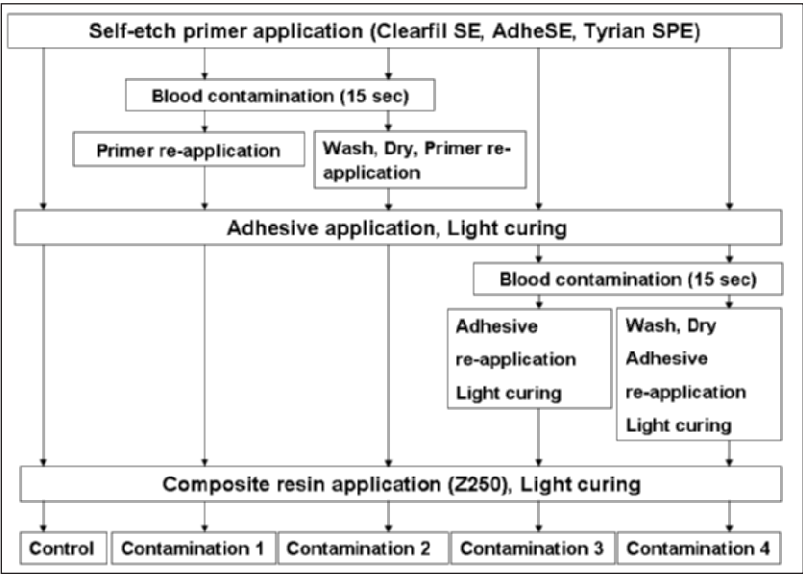 Self-etch primer application (Clearfil SE, AdheSE, Tyrian SPE)
Blood contamination (15 sec)
Primer re-application
Wash, Dry, Primer re-
application
Adhesive application, Light curing
Blood contamination (15 sec)
Adhesive
re-application
Light curing
Wash, Dry
Adhesive
re-application
Light curing
Composite resin application (Z250), Light curing
Control
Contamination 1
Contamination 2
Contamination 3
Contamination 4